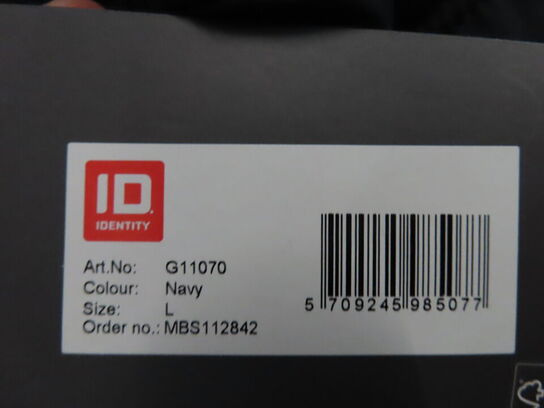 ID
IDENTITY
Art.No: G11070
Colour: Navy
Size: L
Order no.: MBS112842
5 709245 985077